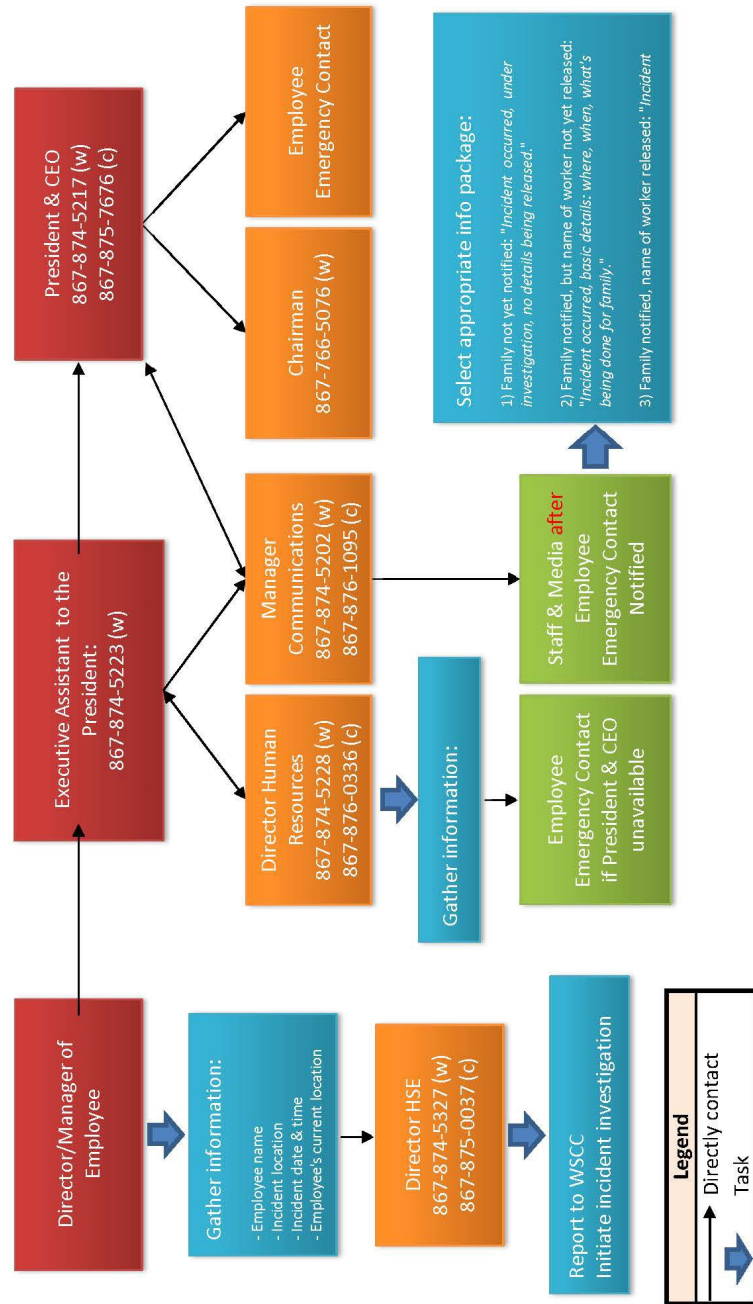 Director/Manager of
Employee
Executive Assistant to the
President:
867-874-5223 (w)
President & CEO
867-874-5217 (w)
867-875-7676 (c)
Gather information:
- Employee name
- Incident location
- Incident date & time
- Employee's current location
Director Human
Resources
867-874-5228 (w)
867-876-0336 (c)
Manager
Communications
867-874-5202 (w)
867-876-1095 (c)
Chairman
867-766-5076 (w)
Employee
Emergency Contact
Director HSE
867-874-5327 (w)
867-875-0037 (c)
Gather information:
Report to WSCC
Initiate incident investigation
Employee
Emergency Contact
if President & CEO
unavailable
Staff & Media after
Employee
Emergency Contact
Notified
Select appropriate info package:
1) Family not yet notified: "Incident occurred, under
investigation, no details being released."
2) Family notified, but name of worker not yet released:
"Incident occurred, basic details: where, when, what's
being done for family."
3) Family notified, name of worker released: "Incident
Legend
Directly contact
Task